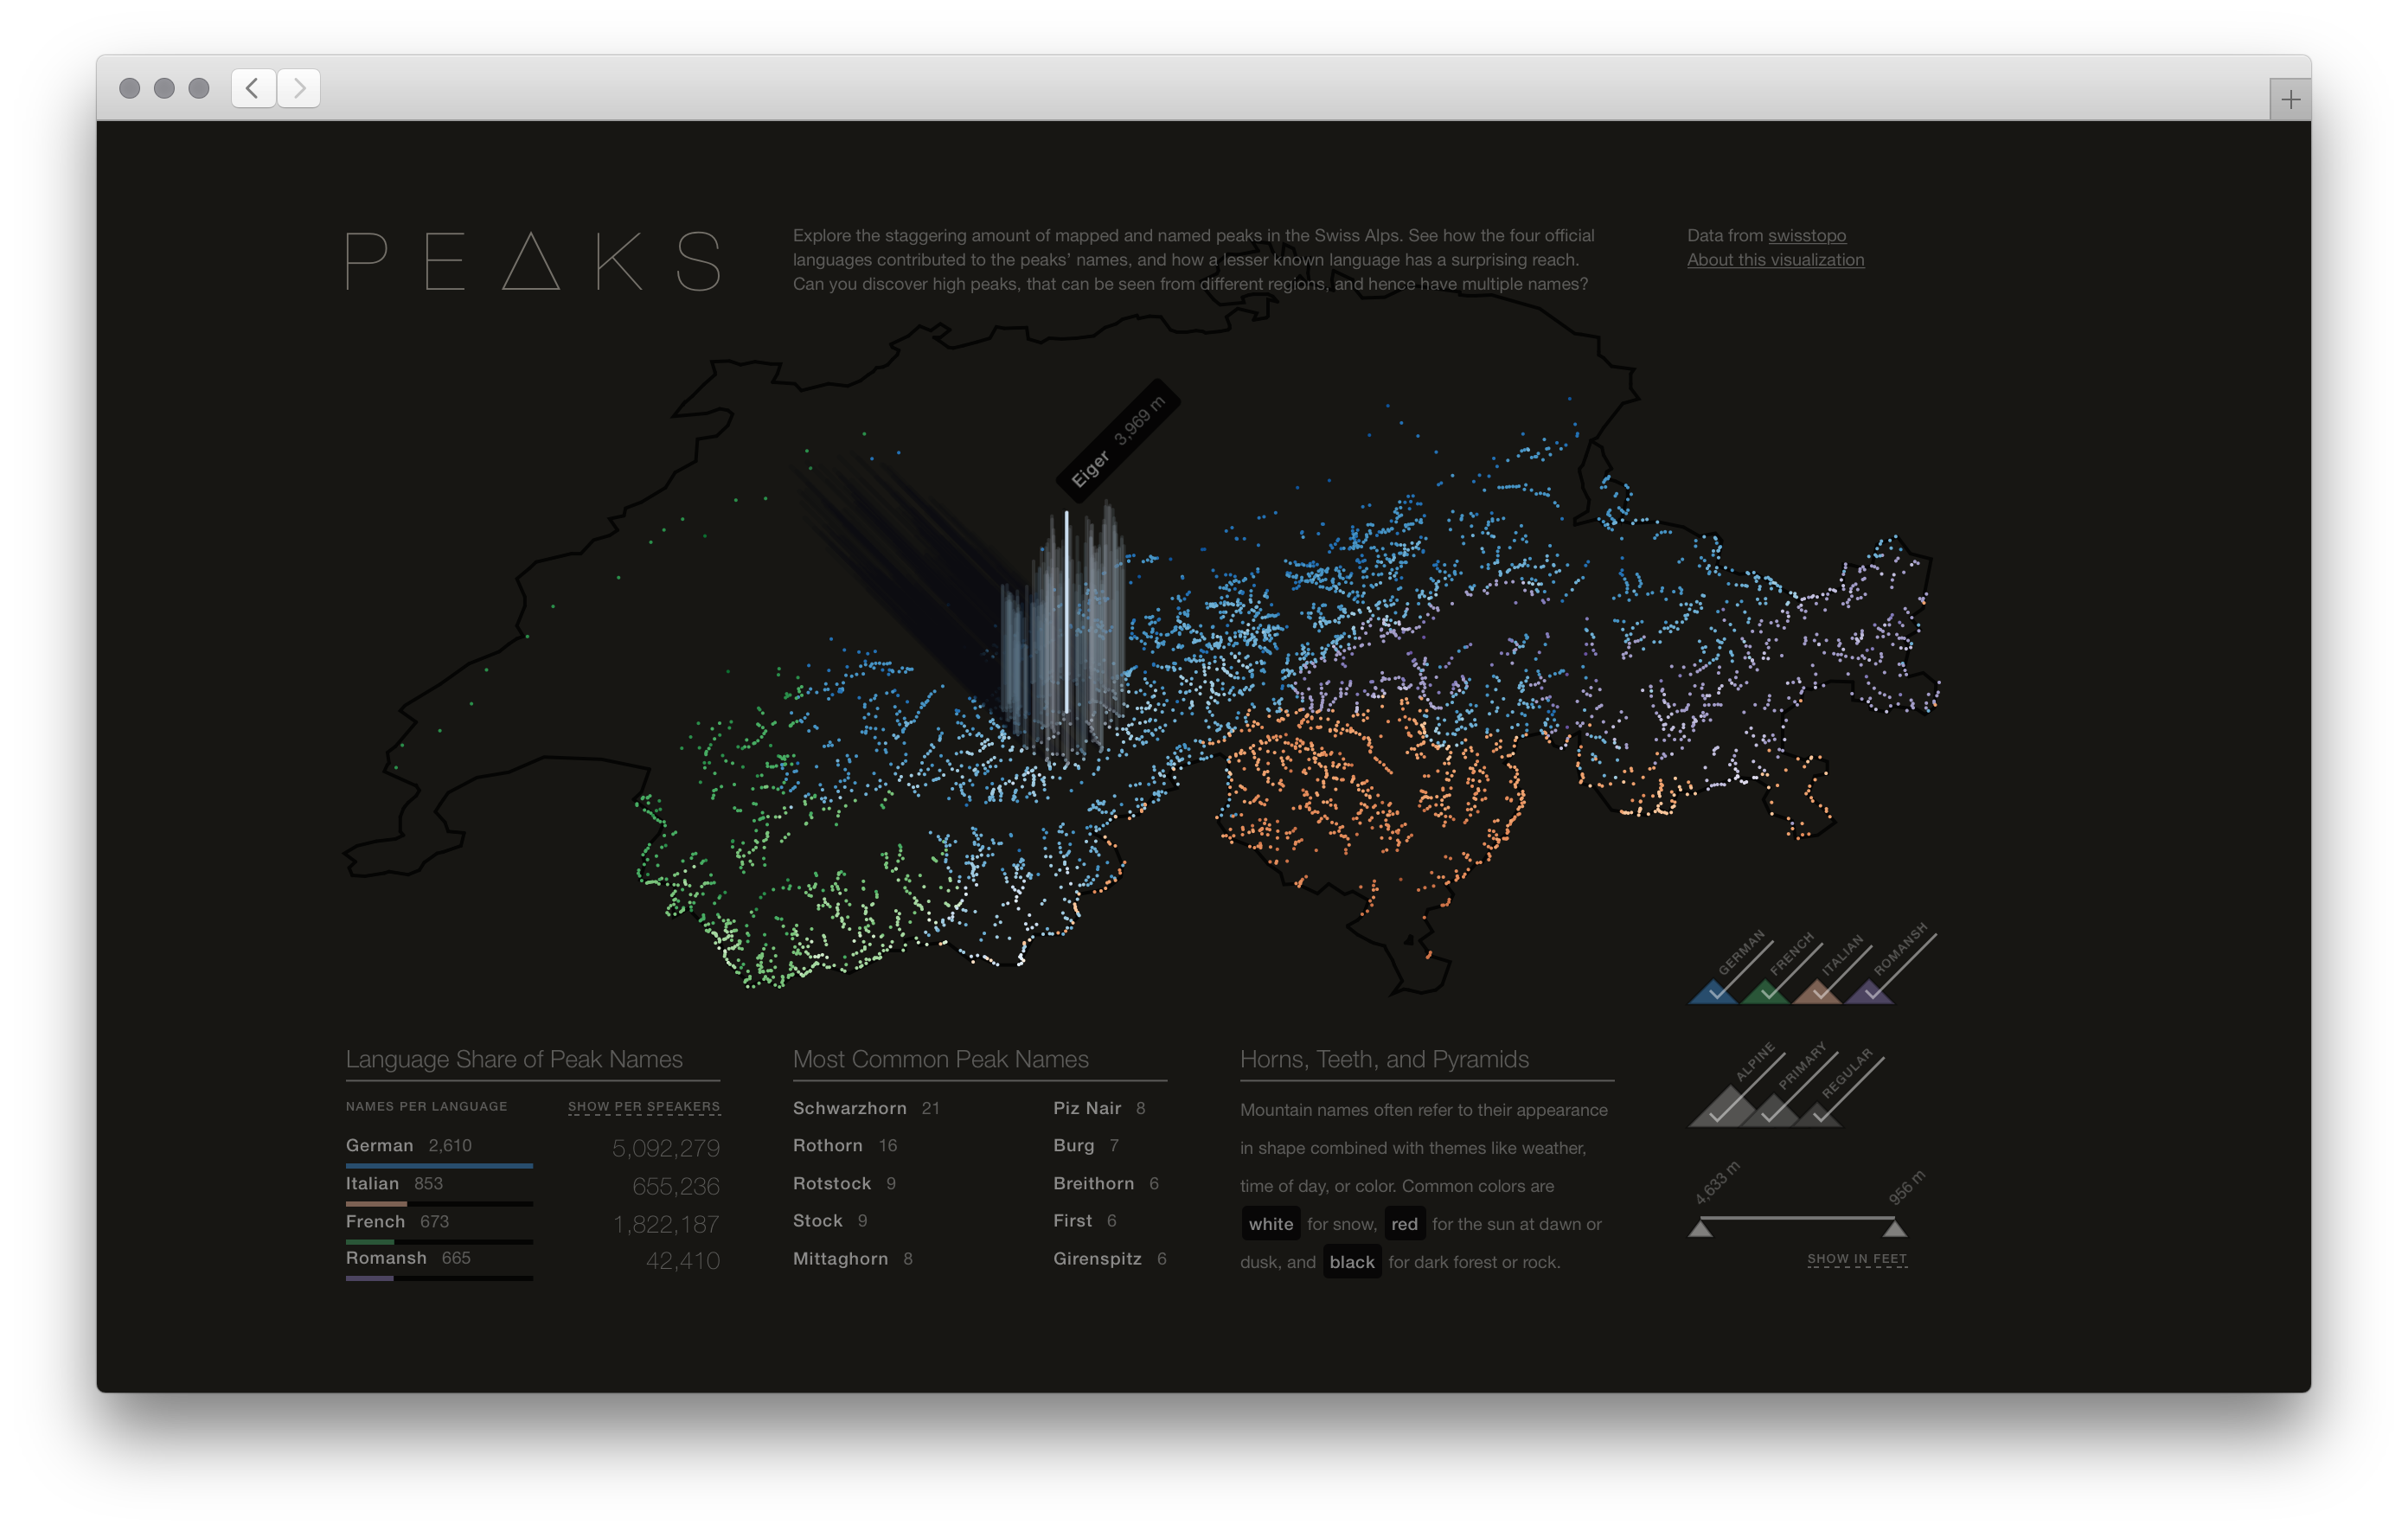 PEAKS
Explore the staggering amount of mapped and named peaks in the Swiss Alps. See how the four official
languages contributed to the peaks’ names, and how a lesser known language has a surprising reach.
Can you discover high peaks, that can be seen from different regions, and hence have multiple names?
Data from swisstopo
About this visualization
Eiger 3,969 m
GERMAN
FRENCH
ITALIAN
ROMANSH
Language Share of Peak Names
NAMES PER LANGUAGE SHOW PER SPEAKERS
German 2,610 5,092,279
Italian 853 655,236
French 673 1,822,187
Romansh 665 42,410
Most Common Peak Names
Schwarzhorn 21
Rothorn 16
Rotstock 9
Stock 9
Mittaghorn 8
Piz Nair 8
Burg 7
Breithorn 6
First 6
Girenspitz 6
Horns, Teeth, and Pyramids
Mountain names often refer to their appearance
in shape combined with themes like weather,
time of day, or color. Common colors are
white for snow, red for the sun at dawn or
dusk, and black for dark forest or rock.
ALPINE
PRIMARY
REGULAR
4,633 m
956 m
SHOW IN FEET